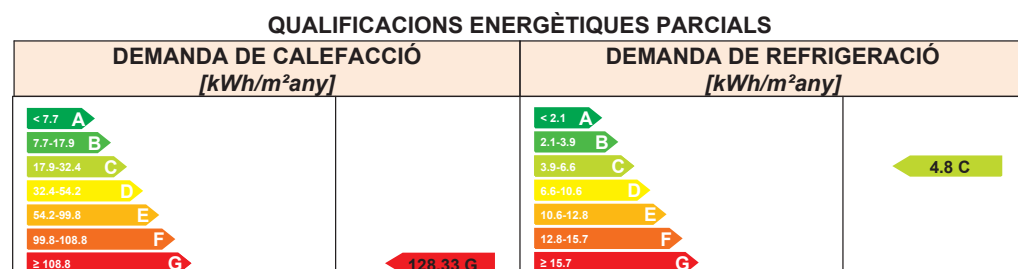 QUALIFICACIONS ENERGÈTIQUES PARCIALS
DEMANDA DE CALEFACCIÓ
[kWh/m²any]
DEMANDA DE REFRIGERACIÓ
[kWh/m²any]
< 7.7 A
7.7-17.9 B
17.9-32.4 C
32.4-54.2 D
54.2-99.8 E
99.8-108.8 F
≥ 108.8 G
128.33 G
< 2.1 A
2.1-3.9 B
3.9-6.6 C
4.8 C
6.6-10.6 D
10.6-12.8 E
12.8-15.7 F
≥ 15.7 G